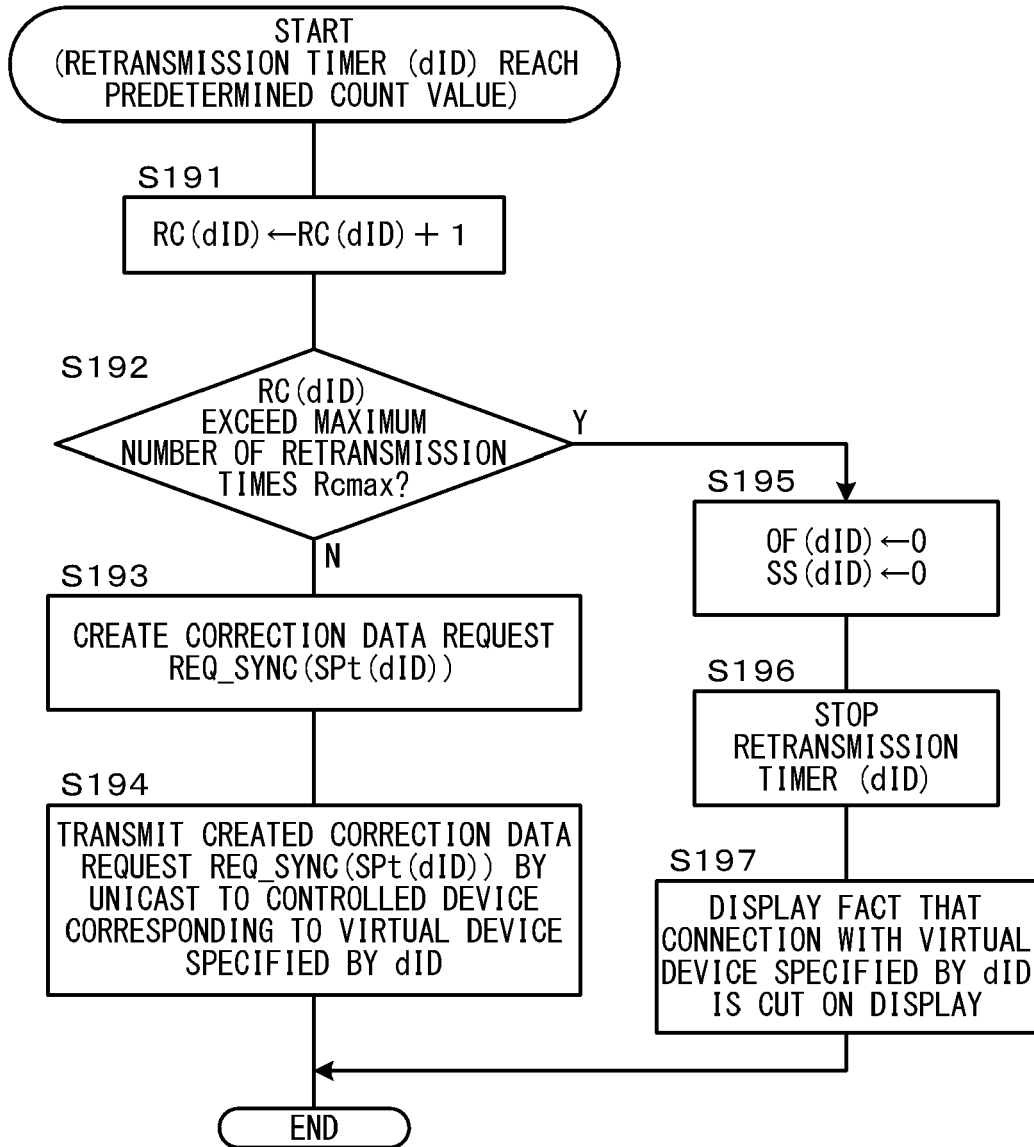 START
(RETRANSMISSION TIMER (dID) REACH
PREDETERMINED COUNT VALUE)
S191
RC(dID)←RC(dID)+1
S192
RC(dID)
EXCEED MAXIMUM
NUMBER OF RETRANSMISSION
TIMES Rcmax?
Y
N
S193
CREATE CORRECTION DATA REQUEST
REQ_SYNC(SPt(dID))
S194
TRANSMIT CREATED CORRECTION DATA
REQUEST REQ_SYNC(SPt(dID)) BY
UNICAST TO CONTROLLED DEVICE
CORRESPONDING TO VIRTUAL DEVICE
SPECIFIED BY dID
S195
OF(dID)←0
SS(dID)←0
S196
STOP
RETRANSMISSION
TIMER (dID)
S197
DISPLAY FACT THAT
CONNECTION WITH VIRTUAL
DEVICE SPECIFIED BY dID
IS CUT ON DISPLAY
END